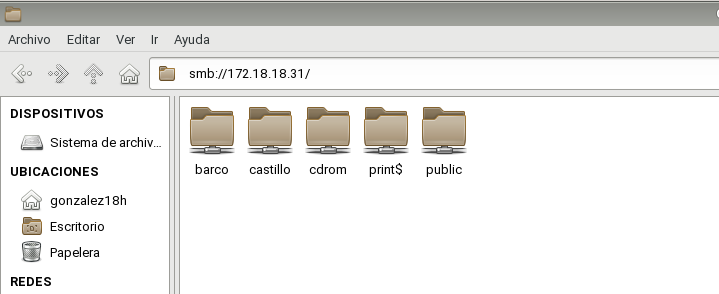 Archivo Editar Ver Ir Ayuda
smb://172.18.18.31/
DISPOSITIVOS
Sistema de archiv...
UBICACIONES
gonzalez18h
Escritorio
Papelera
REDES
barco castillo cdrom print$ public